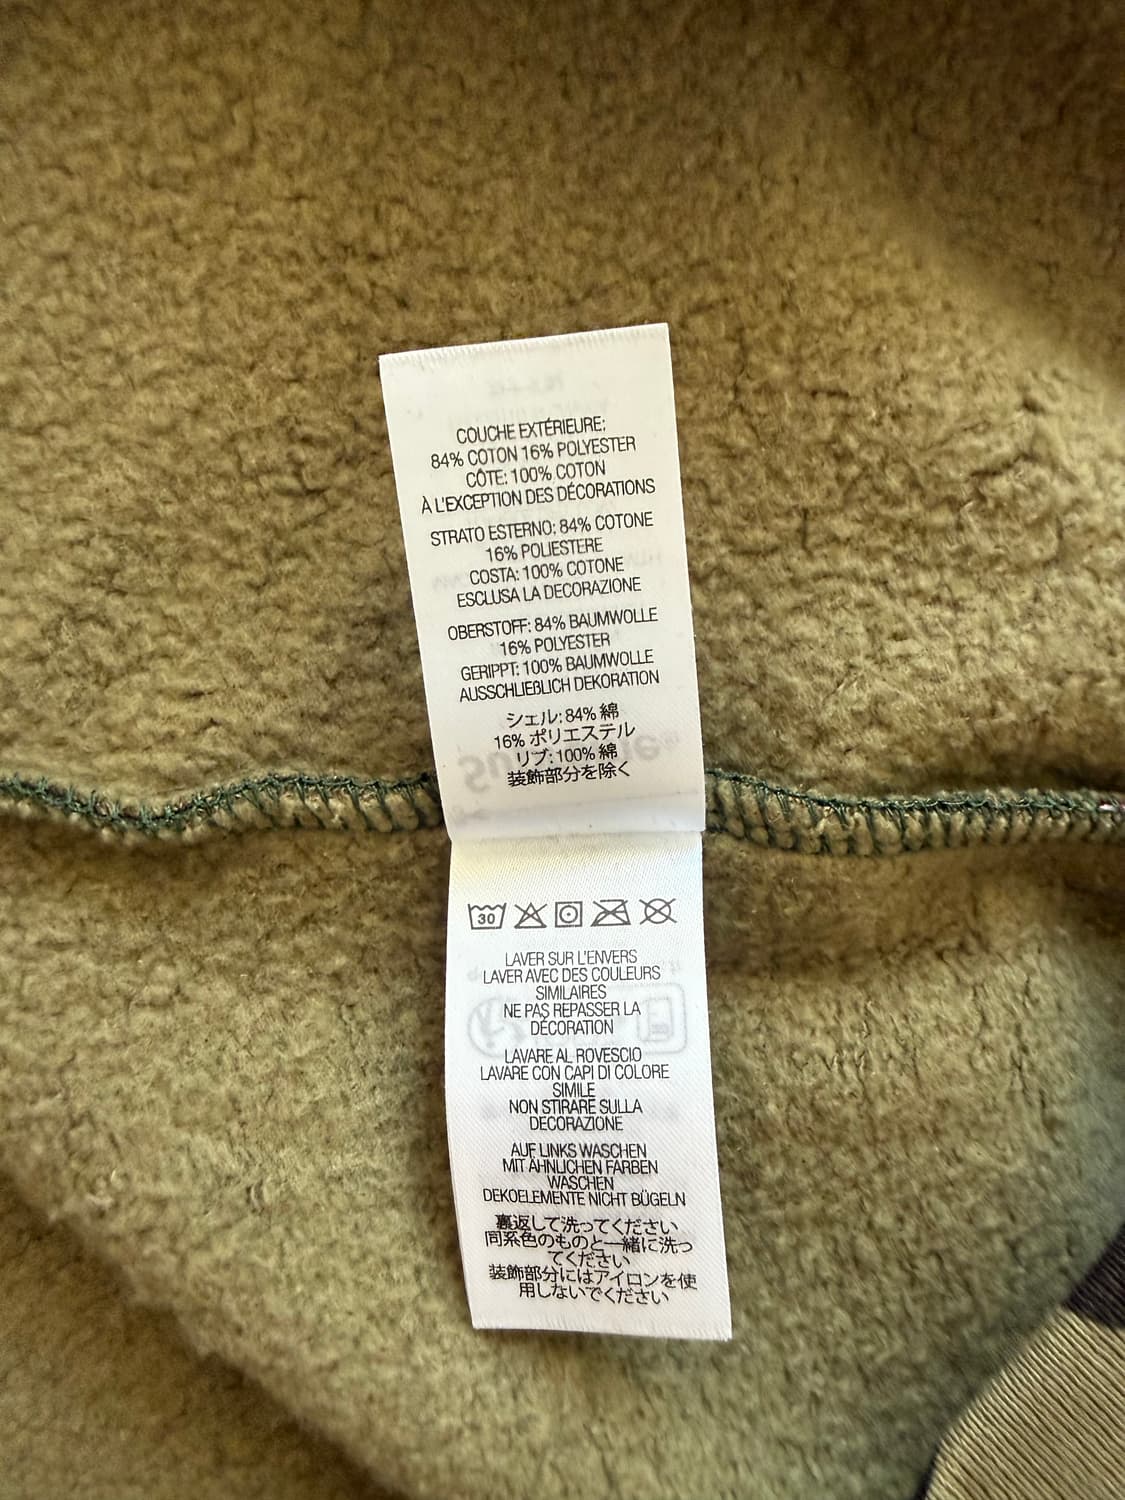 COUCHE EXTÉRIEURE:
84% COTON 16% POLYESTER
CÔTE: 100% COTON
À L'EXCEPTION DES DÉCORATIONS
STRATO ESTERNO: 84% COTONE
16% POLIESTERE
COSTA: 100% COTONE
ESCLUSA LA DECORAZIONE
OBERSTOFF: 84% BAUMWOLLE
16% POLYESTER
GERIPPT: 100% BAUMWOLLE
AUSSCHLIEßLICH DEKORATION
シェル: 84% 綿
16% ポリエステル
リブ: 100% 綿
装飾部分を除く
30
LAVER SUR L'ENVERS
LAVER AVEC DES COULEURS
SIMILAIRES
NE PAS REPASSER LA
DÉCORATION
LAVARE AL ROVESCIO
LAVARE CON CAPI DI COLORE
SIMILE
NON STIRARE SULLA
DECORAZIONE
AUF LINKS WASCHEN
MIT ÄHNLICHEN FARBEN
WASCHEN
DEKOELEMENTE NICHT BÜGELN
裏返して洗ってください
同系色のものと一緒に洗っ
てください
装飾部分にはアイロンを使
用しないでください